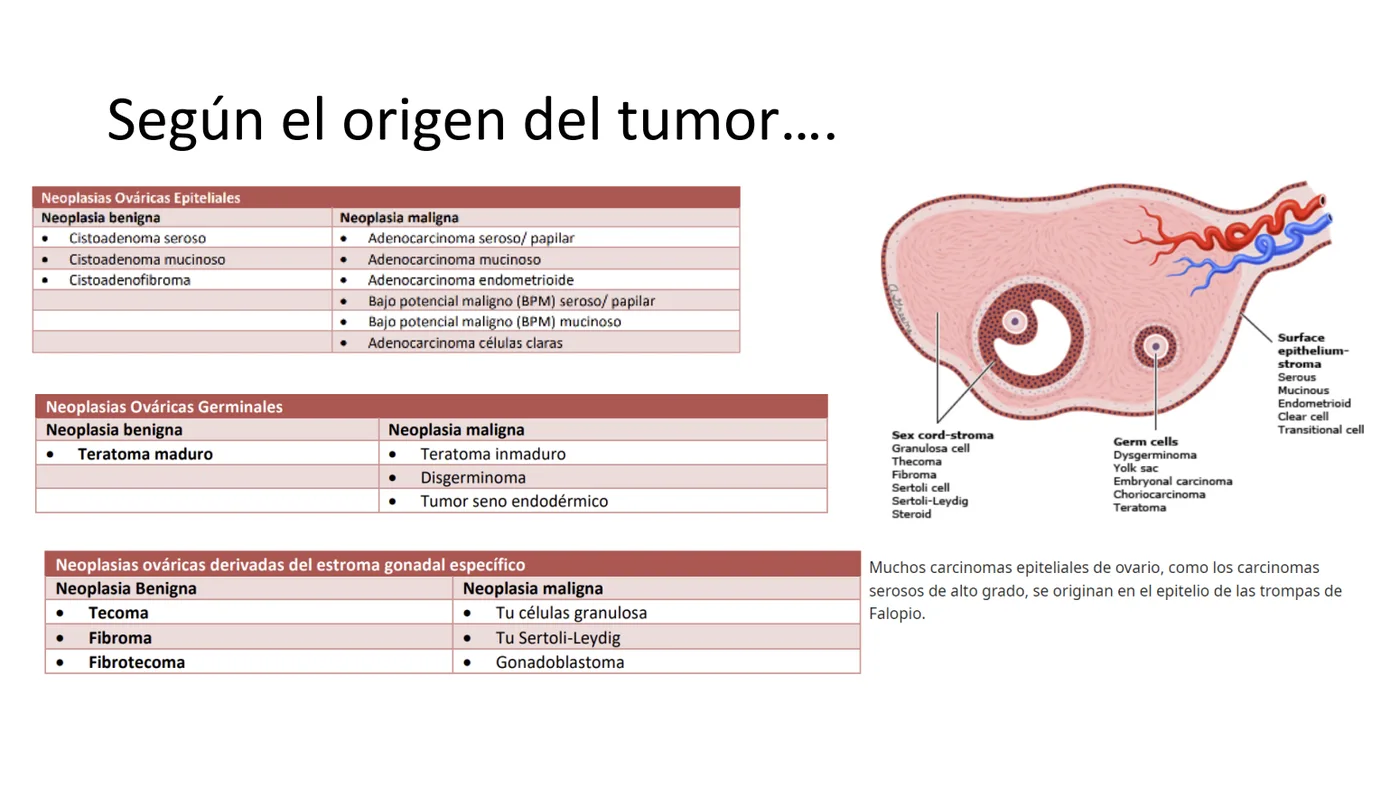 Según el origen del tumor….
Neoplasias Ováricas Epiteliales
Neoplasia benigna Neoplasia maligna
• Cistoadenoma seroso • Adenocarcinoma seroso/ papilar
• Cistoadenoma mucinoso • Adenocarcinoma mucinoso
• Cistoadenofibroma • Adenocarcinoma endometrioide
• Bajo potencial maligno (BPM) seroso/ papilar
• Bajo potencial maligno (BPM) mucinoso
• Adenocarcinoma células claras
Neoplasias Ováricas Germinales
Neoplasia benigna Neoplasia maligna
• Teratoma maduro • Teratoma inmaduro
• Disgerminoma
• Tumor seno endodérmico
Neoplasias ováricas derivadas del estroma gonadal específico
Neoplasia Benigna Neoplasia maligna
• Tecoma • Tu células granulosa
• Fibroma • Tu Sertoli-Leydig
• Fibrotecoma • Gonadoblastoma
Sex cord-stroma
Granulosa cell
Thecoma
Fibroma
Sertoli cell
Sertoli-Leydig
Steroid
Germ cells
Dysgerminoma
Yolk sac
Embryonal carcinoma
Choriocarcinoma
Teratoma
Surface
epithelium-
stroma
Serous
Mucinous
Endometrioid
Clear cell
Transitional cell
Muchos carcinomas epiteliales de ovario, como los carcinomas
serosos de alto grado, se originan en el epitelio de las trompas de
Falopio.